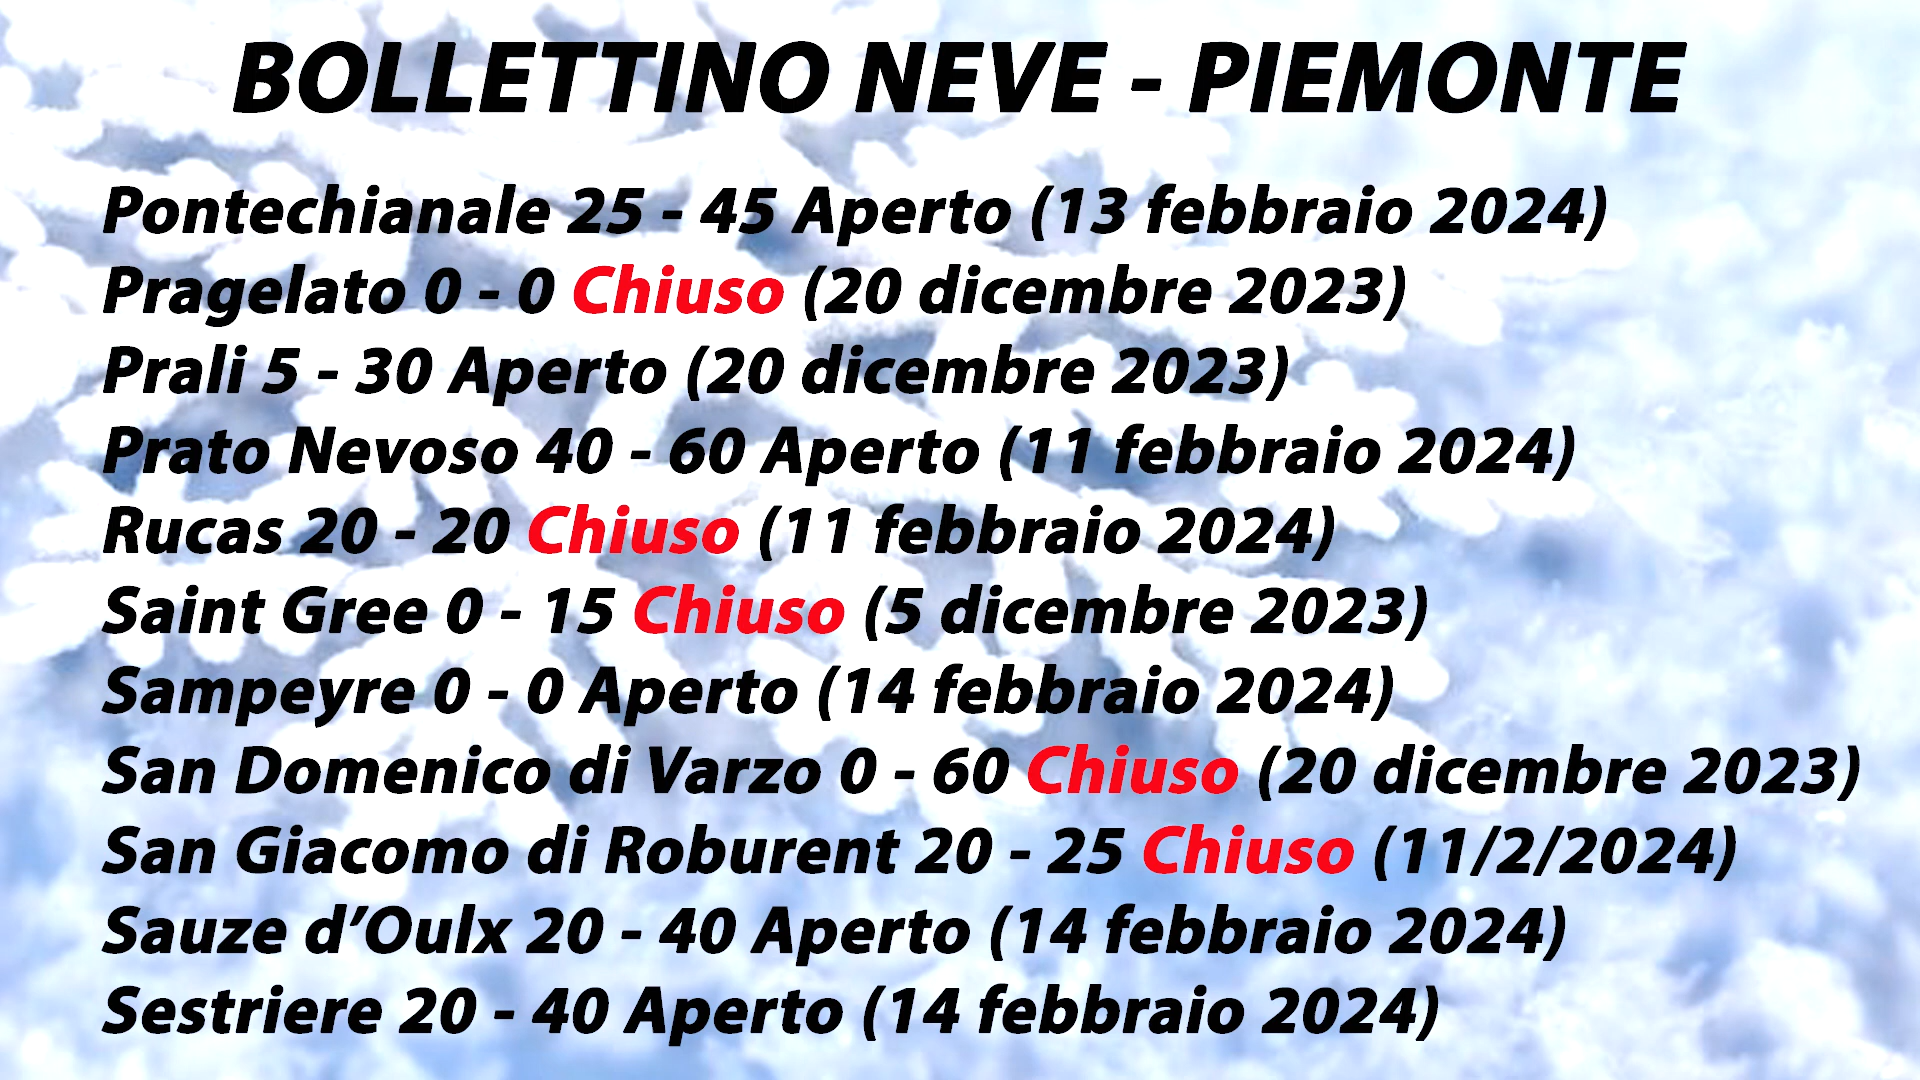 BOLLETTINO NEVE - PIEMONTE
Pontechianale 25 - 45 Aperto (13 febbraio 2024)
Pragelato 0 - 0 Chiuso (20 dicembre 2023)
Prali 5 - 30 Aperto (20 dicembre 2023)
Prato Nevoso 40 - 60 Aperto (11 febbraio 2024)
Rucas 20 - 20 Chiuso (11 febbraio 2024)
Saint Gree 0 - 15 Chiuso (5 dicembre 2023)
Sampeyre 0 - 0 Aperto (14 febbraio 2024)
San Domenico di Varzo 0 - 60 Chiuso (20 dicembre 2023)
San Giacomo di Roburent 20 - 25 Chiuso (11/2/2024)
Sauze d’Oulx 20 - 40 Aperto (14 febbraio 2024)
Sestriere 20 - 40 Aperto (14 febbraio 2024)